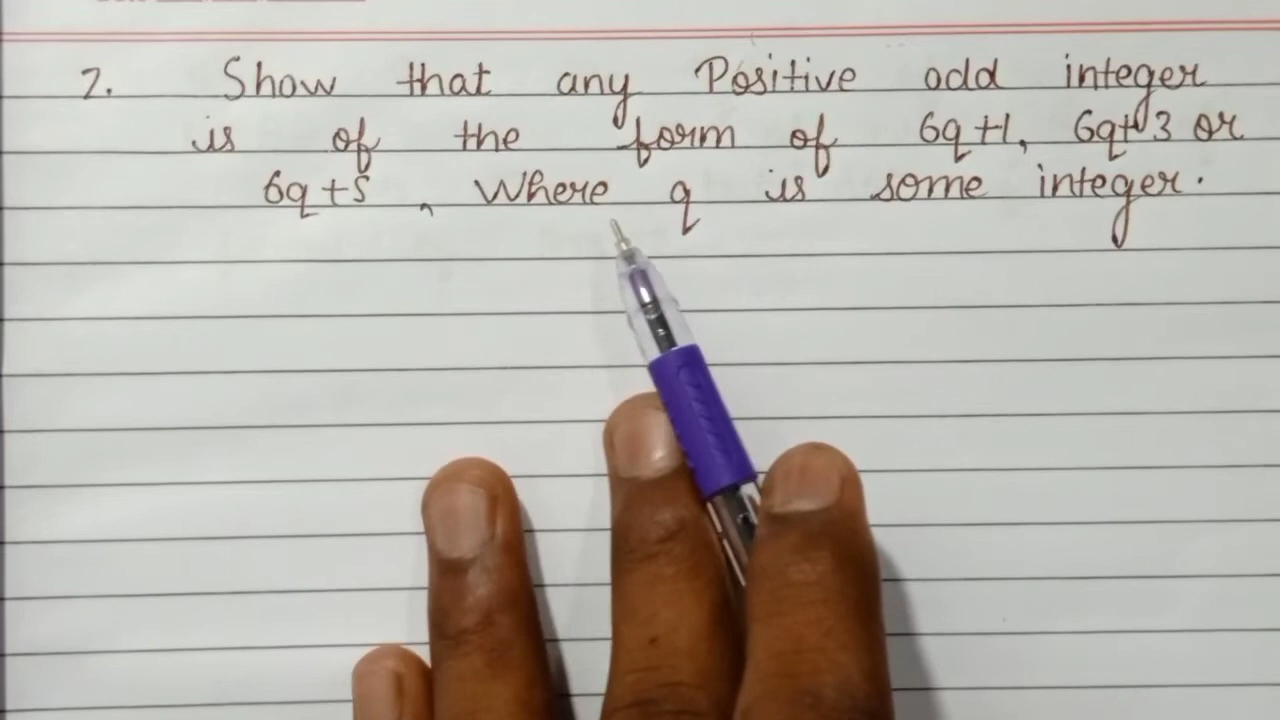 2. Show that any Positive odd integer
is of the form of 6q+1, 6q+3 or
6q+5, Where q is some integer.